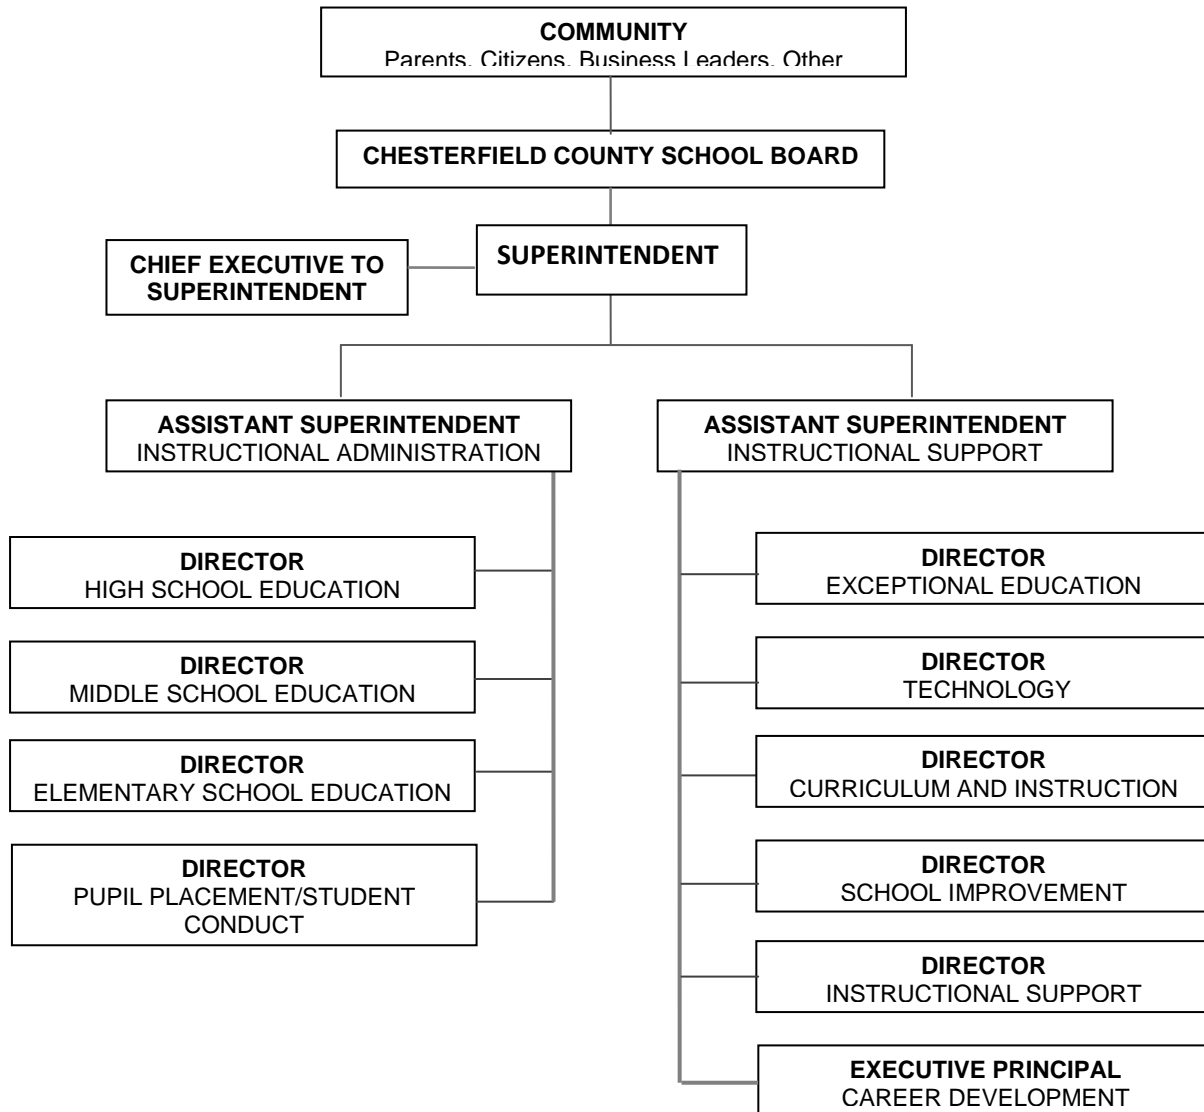 COMMUNITY
Parents, Citizens, Business Leaders, Other
CHESTERFIELD COUNTY SCHOOL BOARD
SUPERINTENDENT
CHIEF EXECUTIVE TO
SUPERINTENDENT
ASSISTANT SUPERINTENDENT
INSTRUCTIONAL ADMINISTRATION
DIRECTOR
HIGH SCHOOL EDUCATION
DIRECTOR
MIDDLE SCHOOL EDUCATION
DIRECTOR
ELEMENTARY SCHOOL EDUCATION
DIRECTOR
PUPIL PLACEMENT/STUDENT
CONDUCT
ASSISTANT SUPERINTENDENT
INSTRUCTIONAL SUPPORT
DIRECTOR
EXCEPTIONAL EDUCATION
DIRECTOR
TECHNOLOGY
DIRECTOR
CURRICULUM AND INSTRUCTION
DIRECTOR
SCHOOL IMPROVEMENT
DIRECTOR
INSTRUCTIONAL SUPPORT
EXECUTIVE PRINCIPAL
CAREER DEVELOPMENT